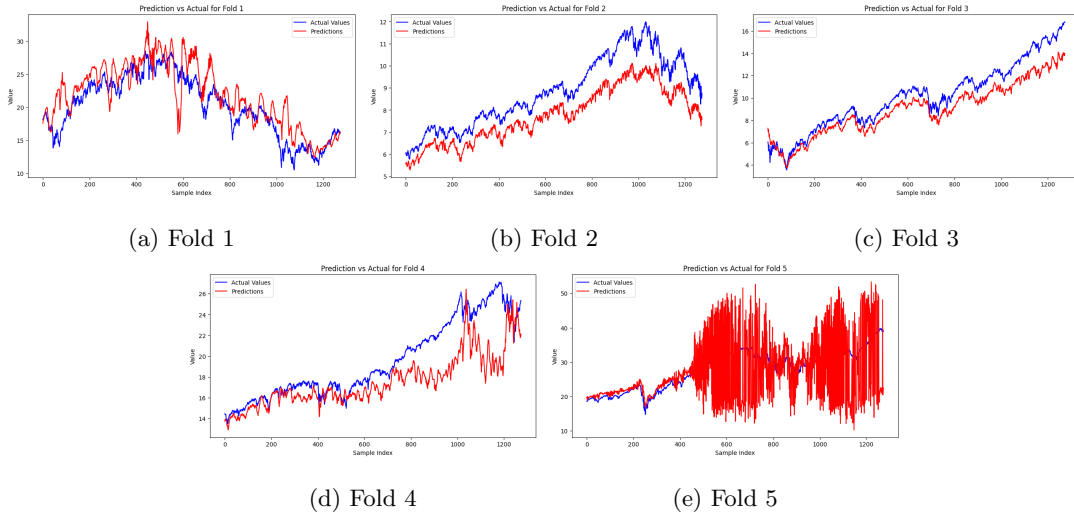 Prediction vs Actual for Fold 1
Actual Values
Predictions
Value
30
25
20
15
10
0 200 400 600 800 1000 1200
Sample Index
(a) Fold 1
Prediction vs Actual for Fold 2
Actual Values
Predictions
Value
12
11
10
9
8
7
6
5
0 200 400 600 800 1000 1200
Sample Index
(b) Fold 2
Prediction vs Actual for Fold 3
Actual Values
Predictions
Value
16
14
12
10
8
6
4
0 200 400 600 800 1000 1200
Sample Index
(c) Fold 3
Prediction vs Actual for Fold 4
Actual Values
Predictions
Value
26
24
22
20
18
16
14
0 200 400 600 800 1000 1200
Sample Index
(d) Fold 4
Prediction vs Actual for Fold 5
Actual Values
Predictions
Value
50
40
30
20
10
0 200 400 600 800 1000 1200
Sample Index
(e) Fold 5